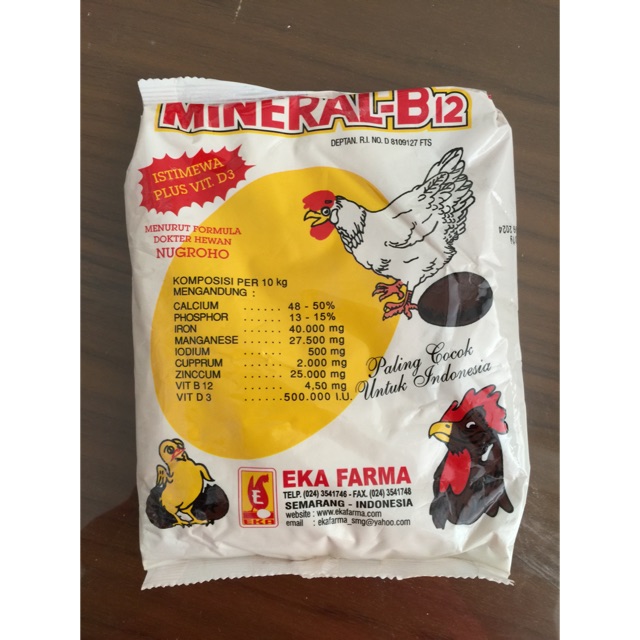 MINERAL-B12
DEPTAN. R.I. NO. D 8109127 FTS
ISTIMEWA
PLUS VIT. D3
MENURUT FORMULA
DOKTER HEWAN
NUGROHO
KOMPOSISI PER 10 kg
MENGANDUNG :
CALCIUM ...... 48 - 50%
PHOSPHOR ...... 13 - 15%
IRON ...... 40.000 mg
MANGANESE ...... 27.500 mg
IODIUM ...... 500 mg
CUPPRUM ...... 2.000 mg
ZINCCUM ...... 25.000 mg
VIT B 12 ...... 4,50 mg
VIT D 3 ...... 500.000 I.U.
Paling Cocok
Untuk Indonesia
EKA FARMA
TELP. (024) 3541746 - FAX. (024) 3541748
SEMARANG - INDONESIA
website : www.ekafarma.com
email : ekafarma_smg@yahoo.com
2024